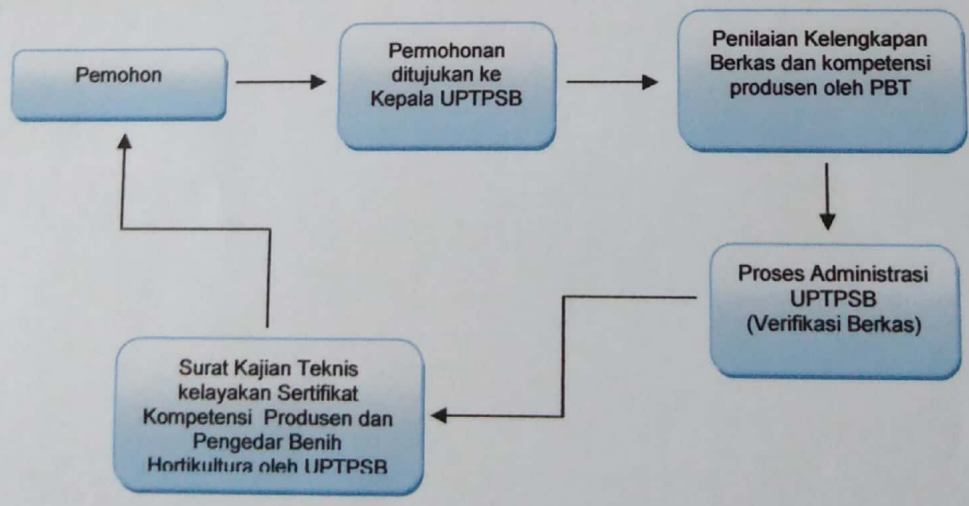 Pemohon
Permohonan
ditujukan ke
Kepala UPTPSB
Penilaian Kelengkapan
Berkas dan kompetensi
produsen oleh PBT
Proses Administrasi
UPTPSB
(Verifikasi Berkas)
Surat Kajian Teknis
kelayakan Sertifikat
Kompetensi Produsen dan
Pengedar Benih
Hortikultura oleh UPTPSB